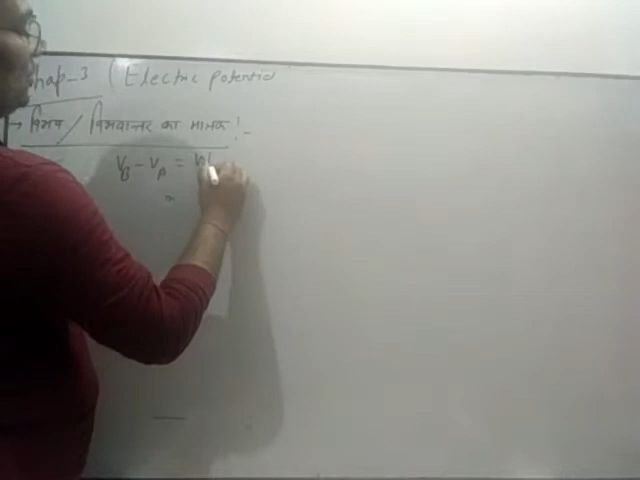 Chap-3 (Electric potential
→ विभव / विभवान्तर का मात्रक !-
V_B - V_A = W
=